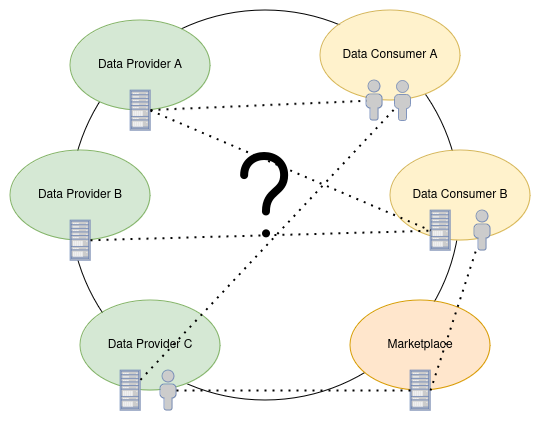 Data Provider A
Data Consumer A
Data Provider B
Data Consumer B
?
Data Provider C
Marketplace